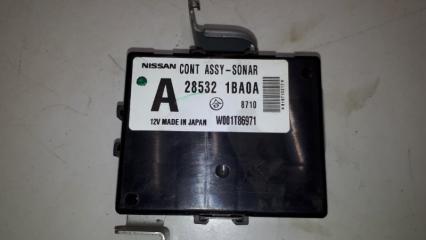 NISSAN CONT ASSY-SONAR
A 28532 1BA0A
8710
12V MADE IN JAPAN W001T86971